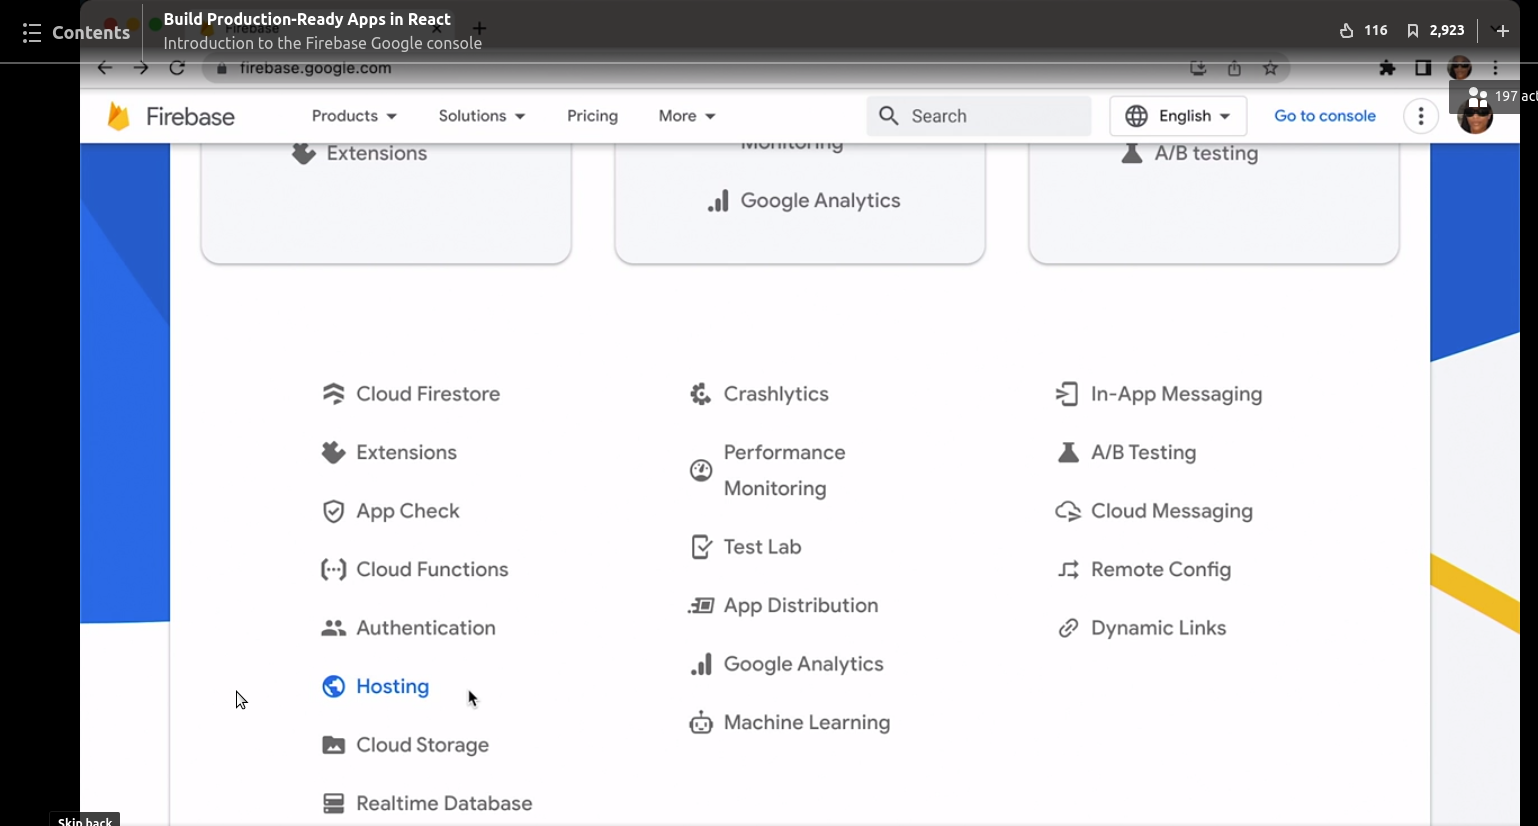 Contents
Build Production-Ready Apps in React
Introduction to the Firebase Google console
116
2,923
Firebase
firebase.google.com
197
Firebase
Products
Solutions
Pricing
More
Search
English
Go to console
Extensions
Monitoring
Google Analytics
A/B testing
Cloud Firestore
Extensions
App Check
Cloud Functions
Authentication
Hosting
Cloud Storage
Realtime Database
Crashlytics
Performance
Monitoring
Test Lab
App Distribution
Google Analytics
Machine Learning
In-App Messaging
A/B Testing
Cloud Messaging
Remote Config
Dynamic Links
Skip back